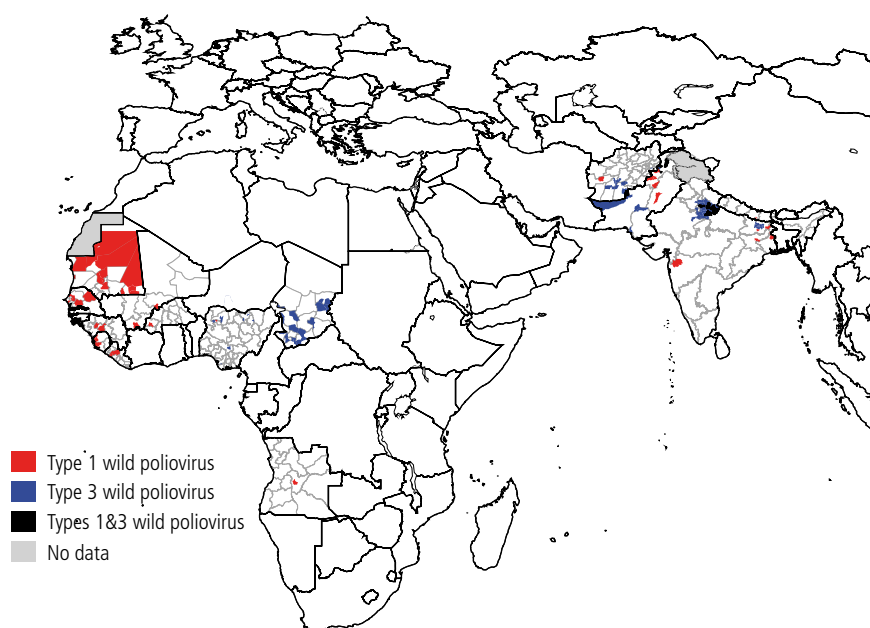 Type 1 wild poliovirus
Type 3 wild poliovirus
Types 1&3 wild poliovirus
No data